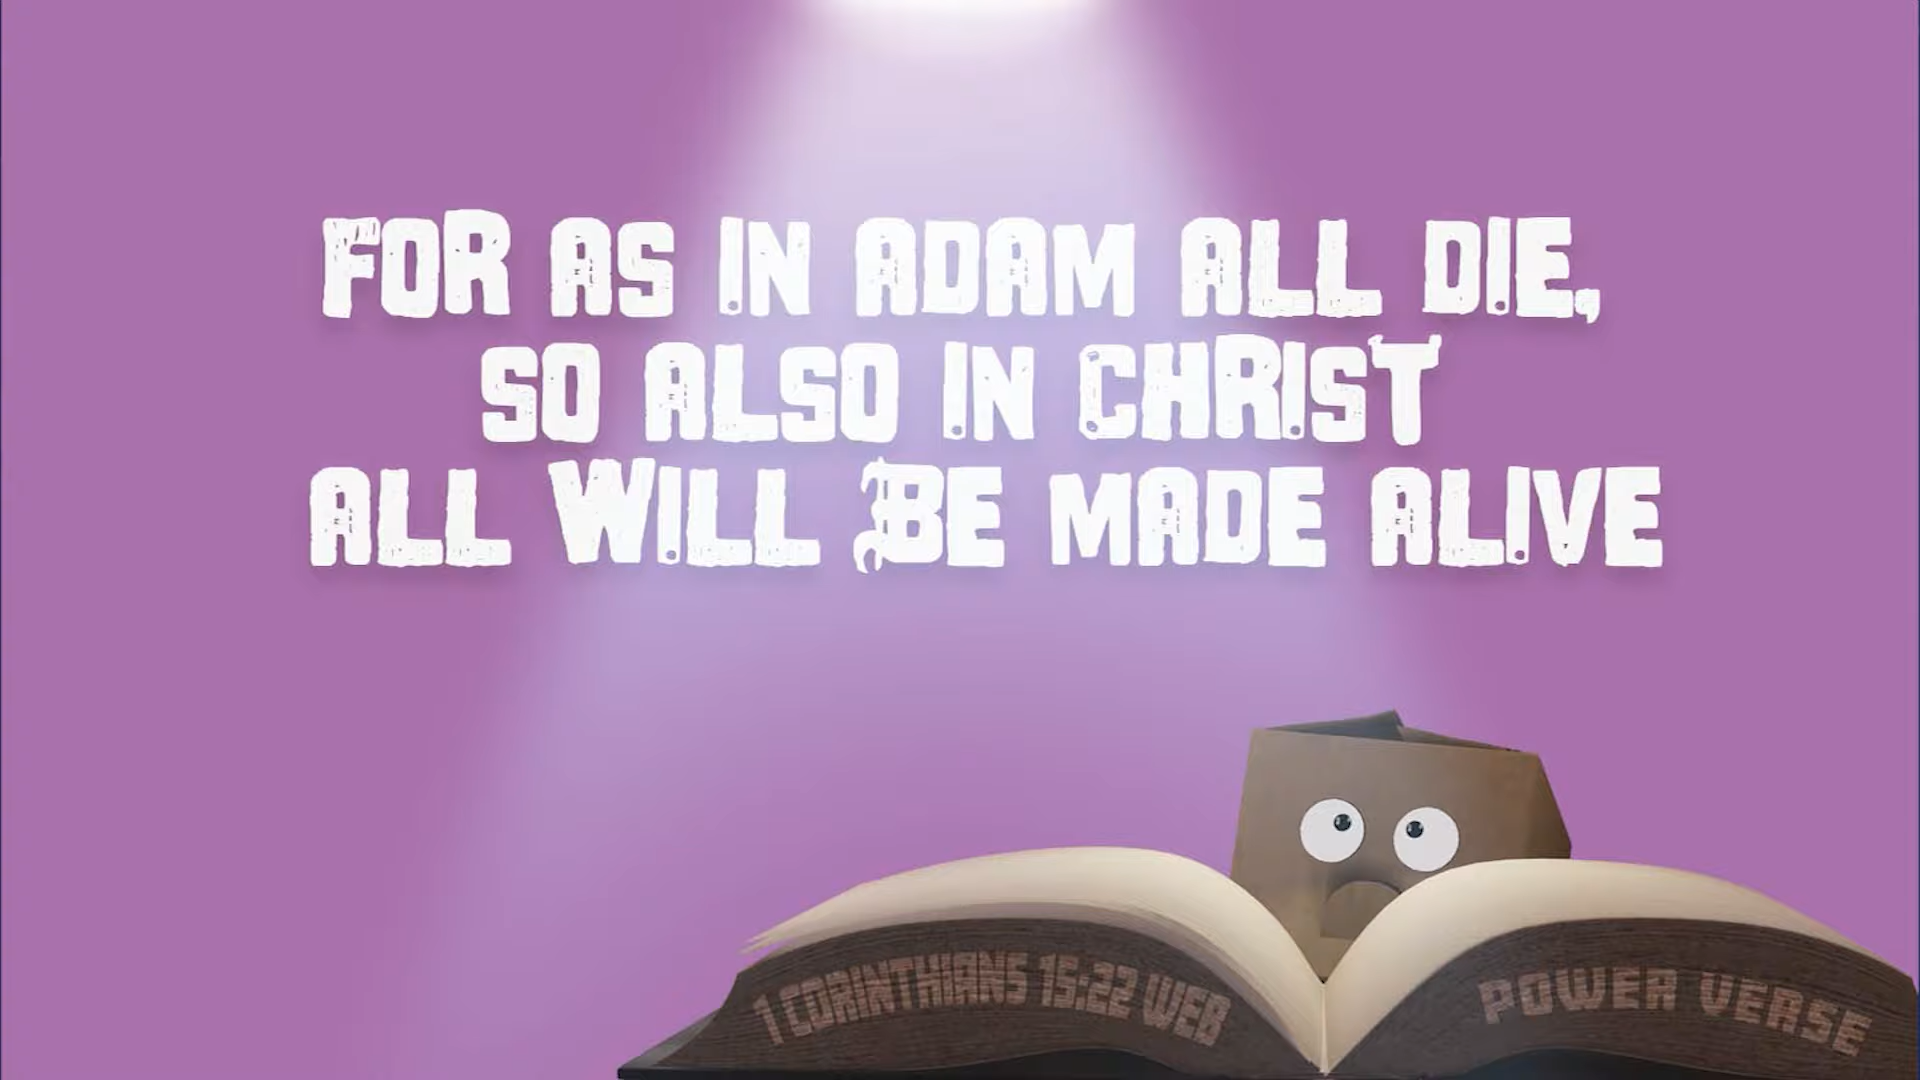 FOR AS IN ADAM ALL DIE,
SO ALSO IN CHRIST
ALL WILL BE MADE ALIVE
1 CORINTHIANS 15:22 WEB
POWER VERSE